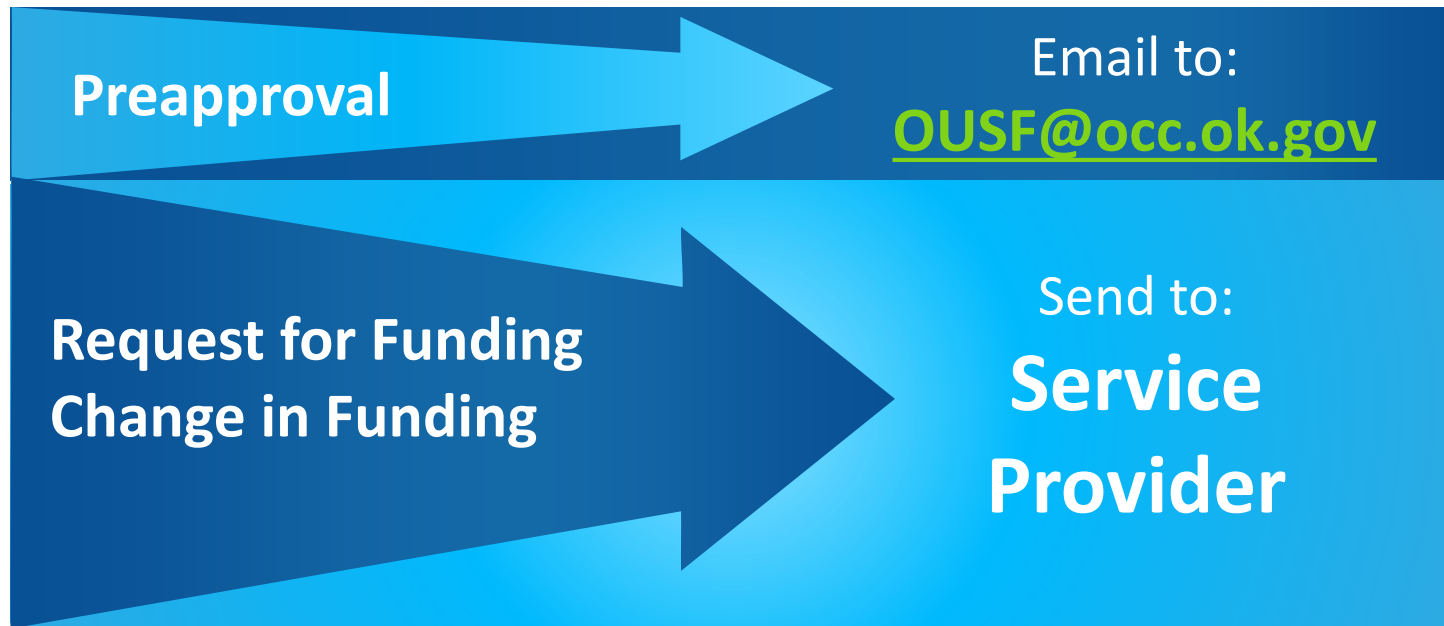 Preapproval
Email to:
OUSF@occ.ok.gov
Request for Funding
Change in Funding
Send to:
Service
Provider